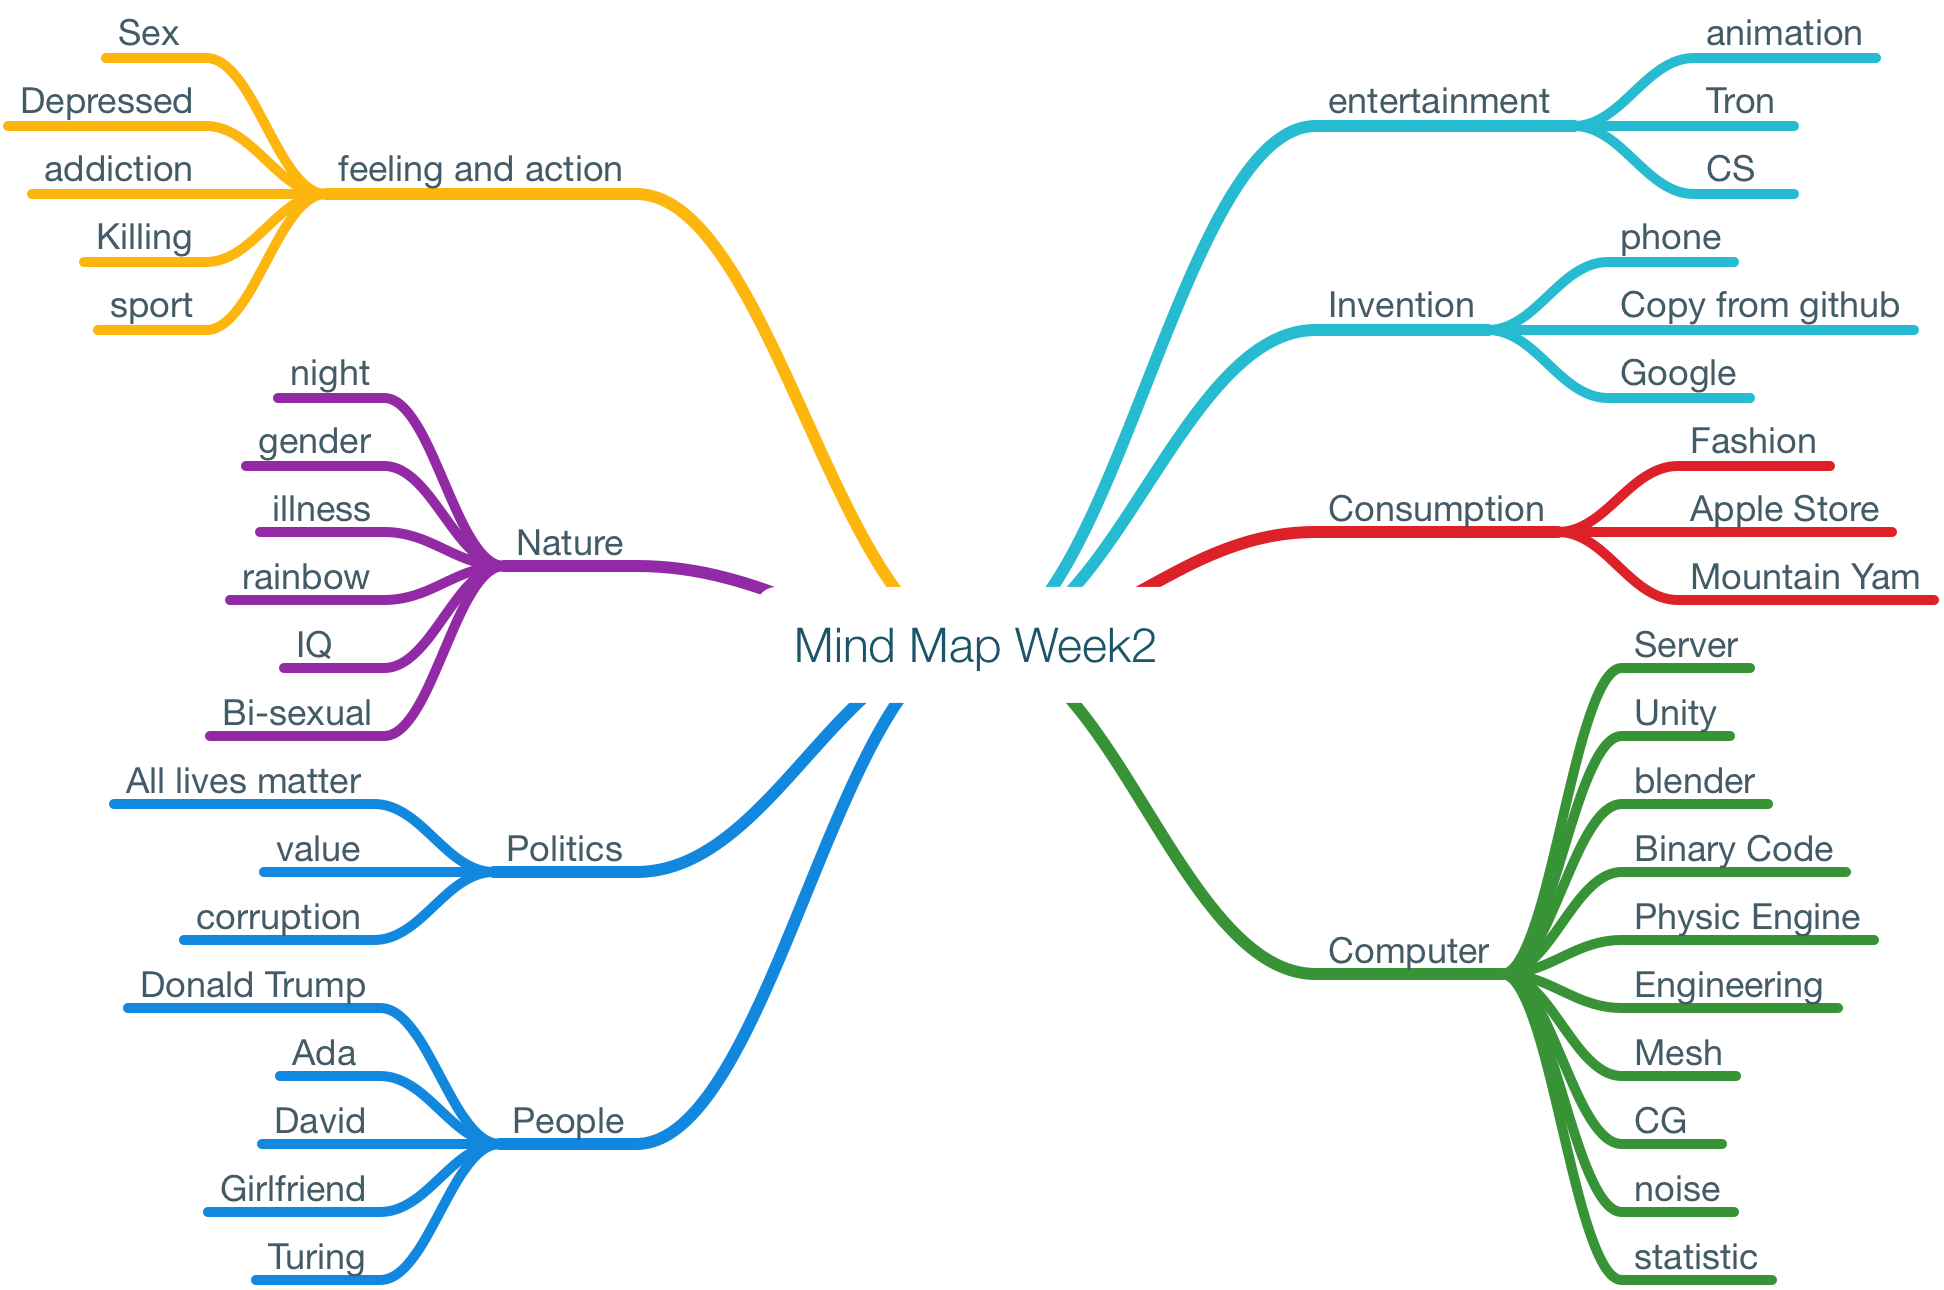 Mind Map Week2
feeling and action
Sex
Depressed
addiction
Killing
sport
Nature
night
gender
illness
rainbow
IQ
Bi-sexual
Politics
All lives matter
value
corruption
People
Donald Trump
Ada
David
Girlfriend
Turing
entertainment
animation
Tron
CS
Invention
phone
Copy from github
Google
Consumption
Fashion
Apple Store
Mountain Yam
Computer
Server
Unity
blender
Binary Code
Physic Engine
Engineering
Mesh
CG
noise
statistic